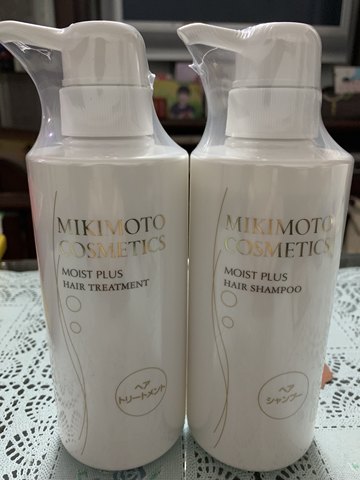 MIKIMOTO
COSMETICS
MOIST PLUS
HAIR TREATMENT
ヘア
トリートメント
MIKIMOTO
COSMETICS
MOIST PLUS
HAIR SHAMPOO
ヘア
シャンプー